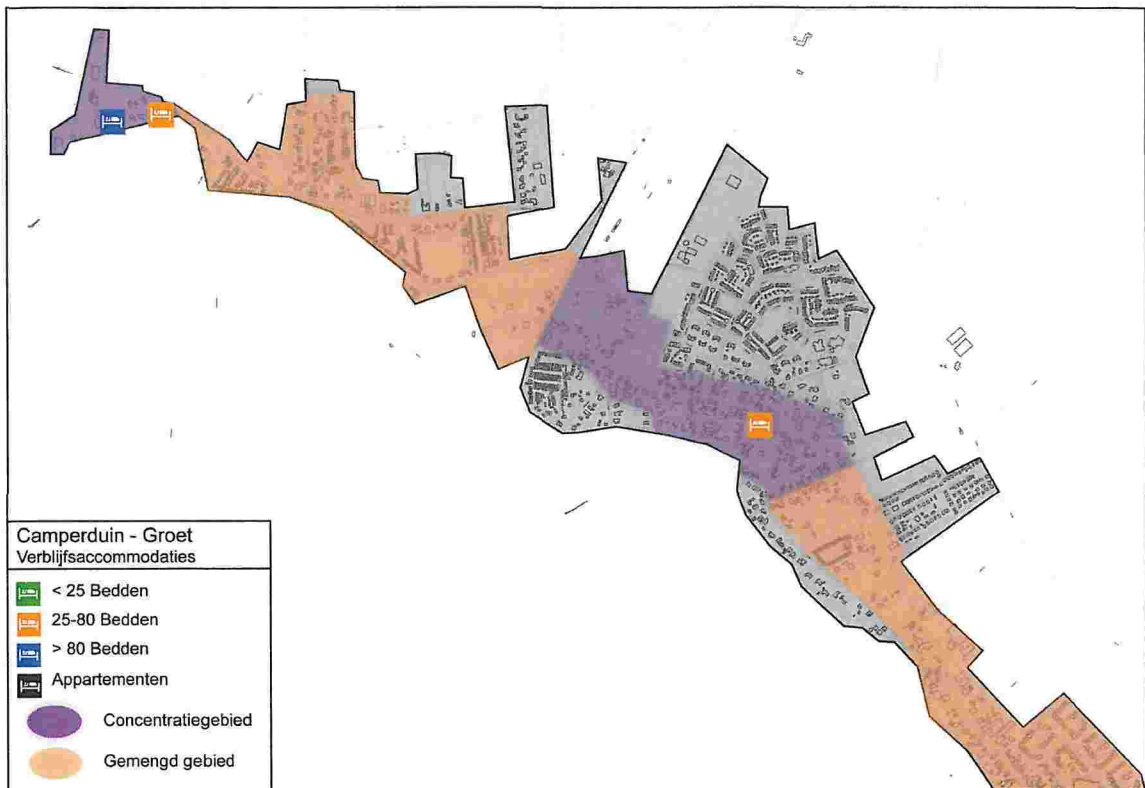 Camperduin - Groet
Verblijfsaccommodaties
< 25 Bedden
25-80 Bedden
> 80 Bedden
Appartementen
Concentratiegebied
Gemengd gebied